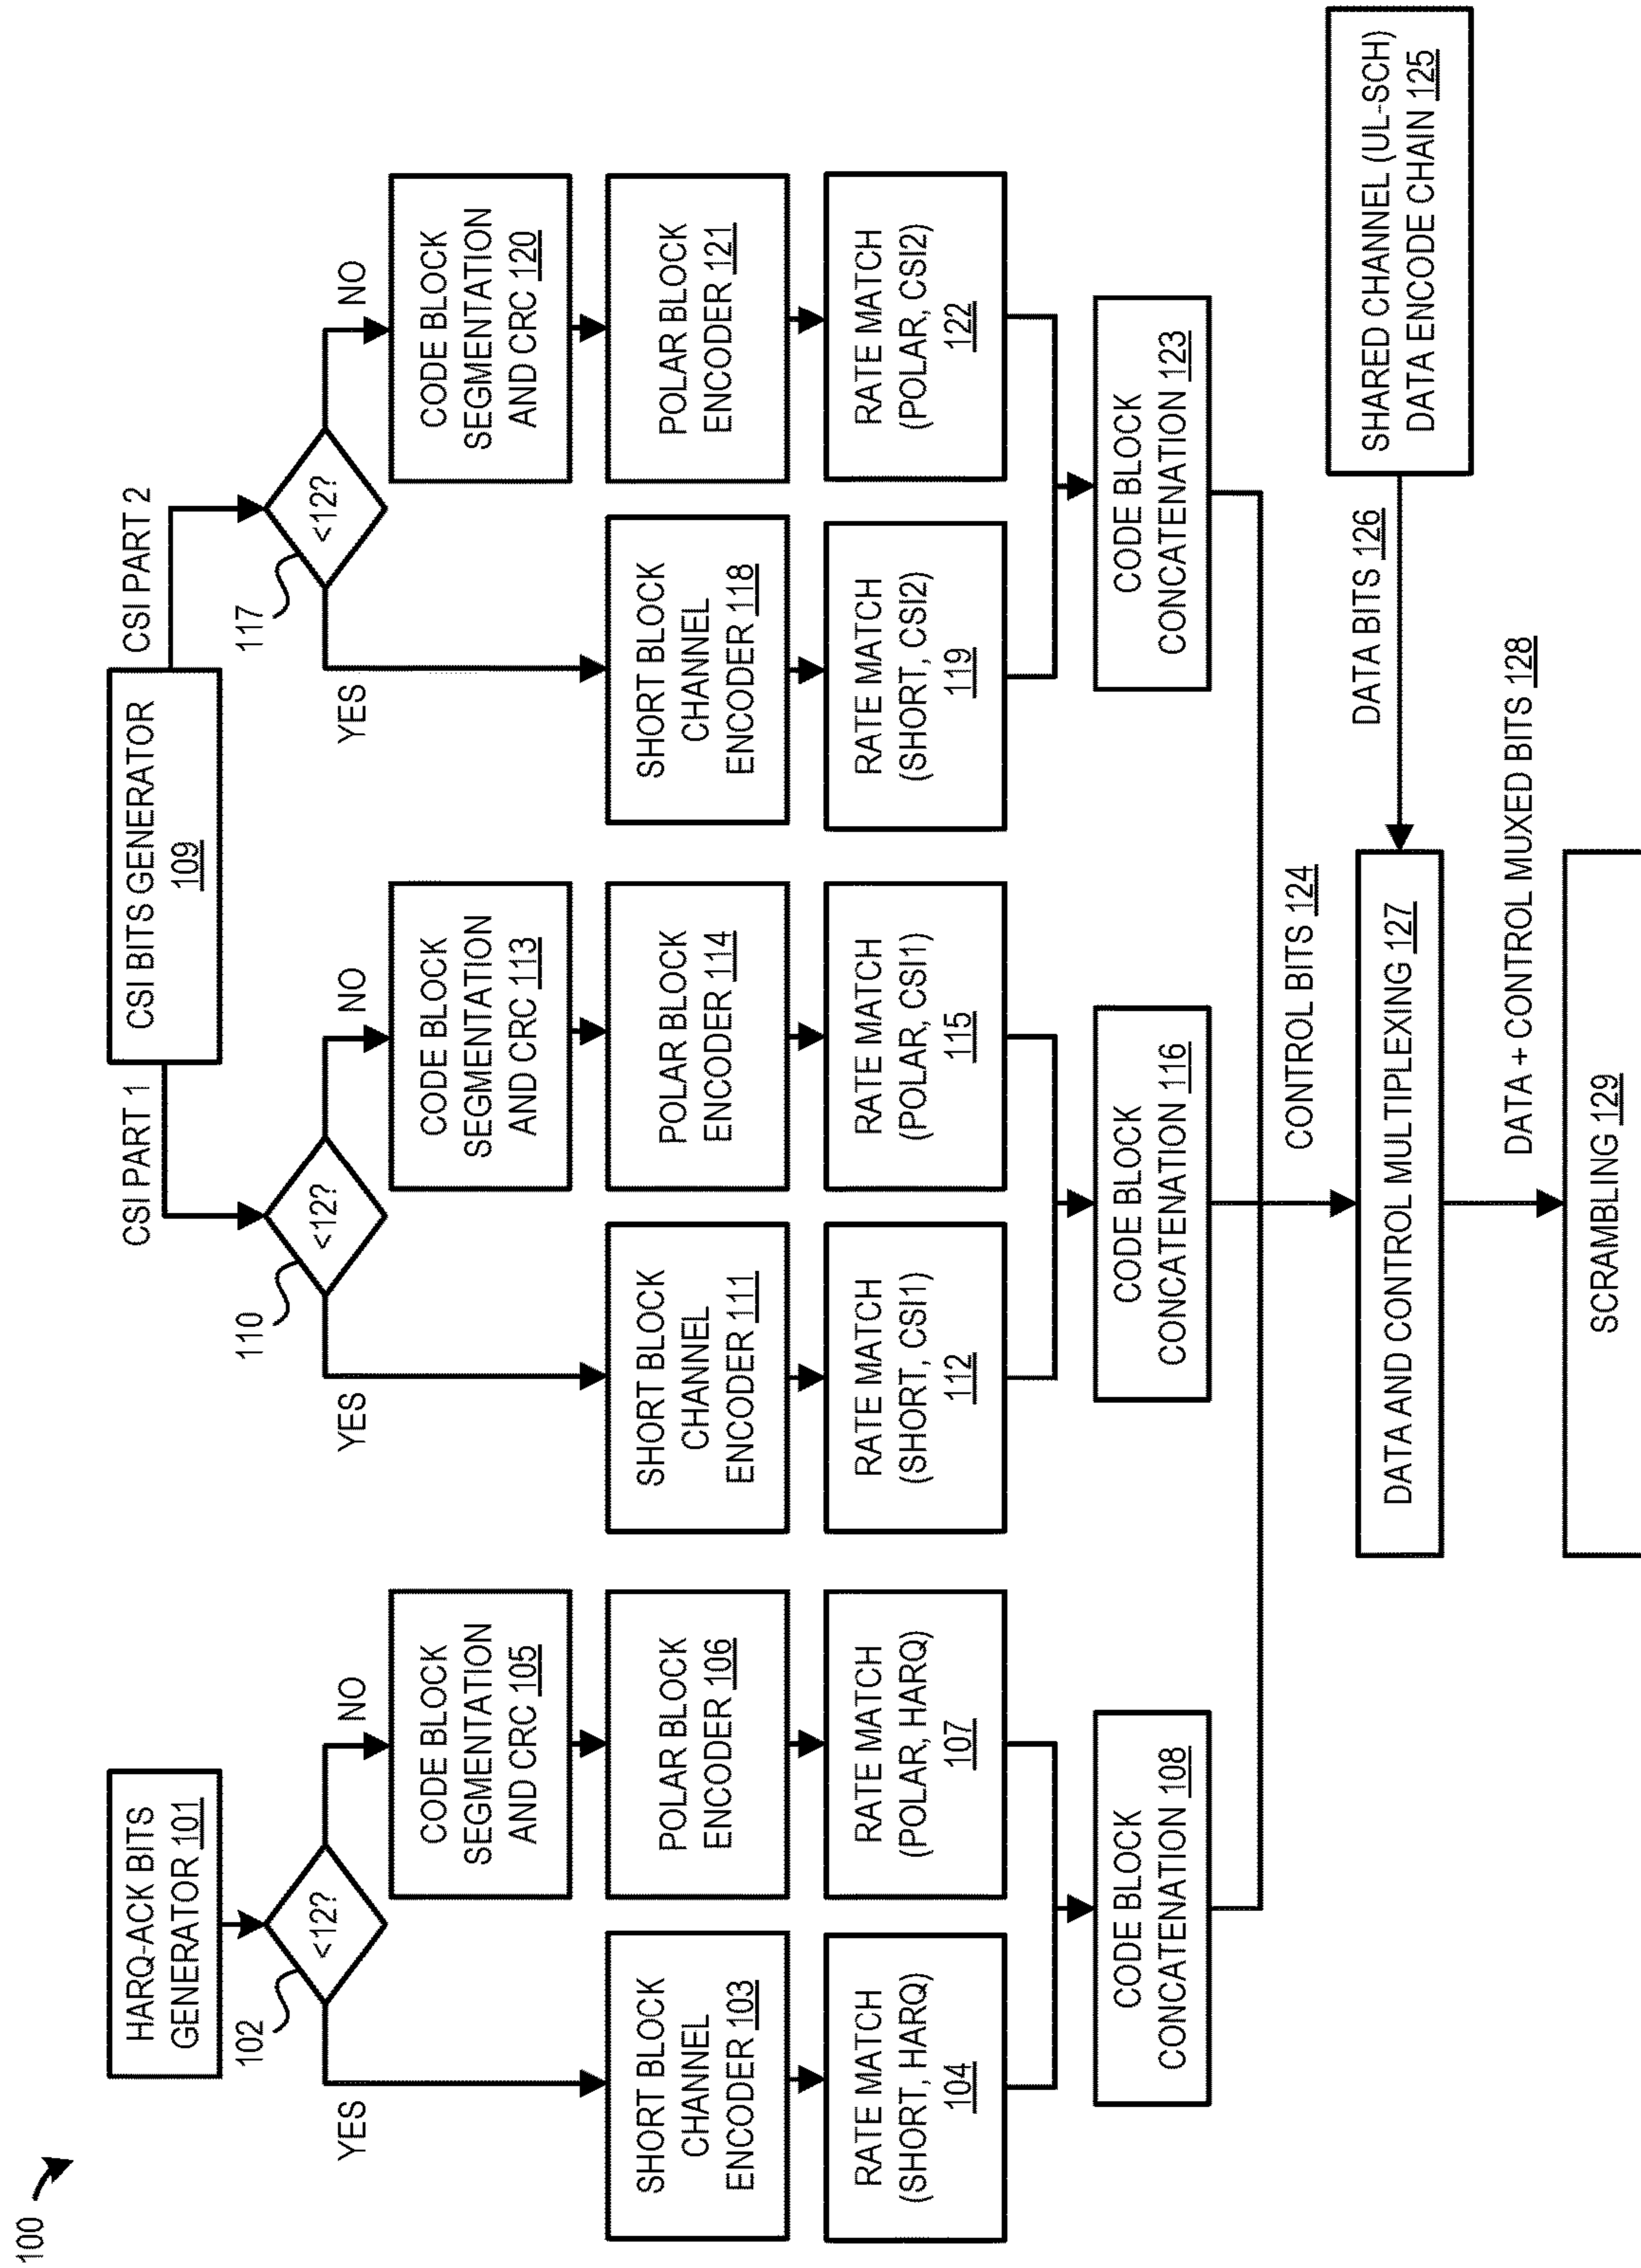 100
HARQ-ACK BITS
GENERATOR 101
102
<12?
YES
NO
SHORT BLOCK
CHANNEL
ENCODER 103
RATE MATCH
(SHORT, HARQ)
104
CODE BLOCK
SEGMENTATION
AND CRC 105
POLAR BLOCK
ENCODER 106
RATE MATCH
(POLAR, HARQ)
107
CODE BLOCK
CONCATENATION 108
CSI BITS GENERATOR
109
CSI PART 1
CSI PART 2
110
<12?
YES
NO
SHORT BLOCK
CHANNEL
ENCODER 111
RATE MATCH
(SHORT, CSI1)
112
CODE BLOCK
SEGMENTATION
AND CRC 113
POLAR BLOCK
ENCODER 114
RATE MATCH
(POLAR, CSI1)
115
CODE BLOCK
CONCATENATION 116
117
<12?
YES
NO
SHORT BLOCK
CHANNEL
ENCODER 118
RATE MATCH
(SHORT, CSI2)
119
CODE BLOCK
SEGMENTATION
AND CRC 120
POLAR BLOCK
ENCODER 121
RATE MATCH
(POLAR, CSI2)
122
CODE BLOCK
CONCATENATION 123
CONTROL BITS 124
SHARED CHANNEL (UL-SCH)
DATA ENCODE CHAIN 125
DATA BITS 126
DATA AND CONTROL MULTIPLEXING 127
DATA + CONTROL MUXED BITS 128
SCRAMBLING 129